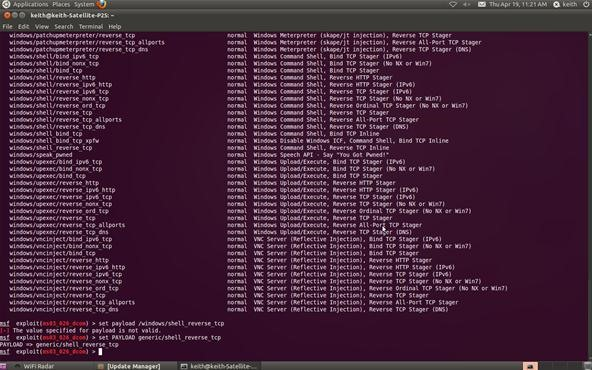 Applications Places System Thu Apr 19, 11:21 AM keith
keith@keith-Satellite-P25: ~
File Edit View Search Terminal Help
windows/patchupmeterpreter/reverse_tcp normal Windows Meterpreter (skape/jt injection), Reverse TCP Stager
windows/patchupmeterpreter/reverse_tcp_allports normal Windows Meterpreter (skape/jt injection), Reverse All-Port TCP Stager
windows/patchupmeterpreter/reverse_tcp_dns normal Windows Meterpreter (skape/jt injection), Reverse TCP Stager (DNS)
windows/shell/bind_ipv6_tcp normal Windows Command Shell, Bind TCP Stager (IPv6)
windows/shell/bind_nonx_tcp normal Windows Command Shell, Bind TCP Stager (No NX or Win7)
windows/shell/bind_tcp normal Windows Command Shell, Bind TCP Stager
windows/shell/reverse_http normal Windows Command Shell, Reverse HTTP Stager
windows/shell/reverse_ipv6_http normal Windows Command Shell, Reverse HTTP Stager (IPv6)
windows/shell/reverse_ipv6_tcp normal Windows Command Shell, Reverse TCP Stager (IPv6)
windows/shell/reverse_nonx_tcp normal Windows Command Shell, Reverse TCP Stager (No NX or Win7)
windows/shell/reverse_ord_tcp normal Windows Command Shell, Reverse Ordinal TCP Stager (No NX or Win7)
windows/shell/reverse_tcp normal Windows Command Shell, Reverse TCP Stager
windows/shell/reverse_tcp_allports normal Windows Command Shell, Reverse All-Port TCP Stager
windows/shell/reverse_tcp_dns normal Windows Command Shell, Reverse TCP Stager (DNS)
windows/shell_bind_tcp normal Windows Command Shell, Bind TCP Inline
windows/shell_bind_tcp_xpfw normal Windows Disable Windows ICF, Command Shell, Bind TCP Inline
windows/shell_reverse_tcp normal Windows Command Shell, Reverse TCP Inline
windows/speak_pwned normal Windows Speech API - Say "You Got Pwned!"
windows/upexec/bind_ipv6_tcp normal Windows Upload/Execute, Bind TCP Stager (IPv6)
windows/upexec/bind_nonx_tcp normal Windows Upload/Execute, Bind TCP Stager (No NX or Win7)
windows/upexec/bind_tcp normal Windows Upload/Execute, Bind TCP Stager
windows/upexec/reverse_http normal Windows Upload/Execute, Reverse HTTP Stager
windows/upexec/reverse_ipv6_http normal Windows Upload/Execute, Reverse HTTP Stager (IPv6)
windows/upexec/reverse_ipv6_tcp normal Windows Upload/Execute, Reverse TCP Stager (IPv6)
windows/upexec/reverse_nonx_tcp normal Windows Upload/Execute, Reverse TCP Stager (No NX or Win7)
windows/upexec/reverse_ord_tcp normal Windows Upload/Execute, Reverse Ordinal TCP Stager (No NX or Win7)
windows/upexec/reverse_tcp normal Windows Upload/Execute, Reverse TCP Stager
windows/upexec/reverse_tcp_allports normal Windows Upload/Execute, Reverse All-Port TCP Stager
windows/upexec/reverse_tcp_dns normal Windows Upload/Execute, Reverse TCP Stager (DNS)
windows/vncinject/bind_ipv6_tcp normal VNC Server (Reflective Injection), Bind TCP Stager (IPv6)
windows/vncinject/bind_nonx_tcp normal VNC Server (Reflective Injection), Bind TCP Stager (No NX or Win7)
windows/vncinject/bind_tcp normal VNC Server (Reflective Injection), Bind TCP Stager
windows/vncinject/reverse_http normal VNC Server (Reflective Injection), Reverse HTTP Stager
windows/vncinject/reverse_ipv6_http normal VNC Server (Reflective Injection), Reverse HTTP Stager (IPv6)
windows/vncinject/reverse_ipv6_tcp normal VNC Server (Reflective Injection), Reverse TCP Stager (IPv6)
windows/vncinject/reverse_nonx_tcp normal VNC Server (Reflective Injection), Reverse TCP Stager (No NX or Win7)
windows/vncinject/reverse_ord_tcp normal VNC Server (Reflective Injection), Reverse Ordinal TCP Stager (No NX or Win7)
windows/vncinject/reverse_tcp normal VNC Server (Reflective Injection), Reverse TCP Stager
windows/vncinject/reverse_tcp_allports normal VNC Server (Reflective Injection), Reverse All-Port TCP Stager
windows/vncinject/reverse_tcp_dns normal VNC Server (Reflective Injection), Reverse TCP Stager (DNS)
msf exploit(ms03_026_dcom) > set payload /windows/shell_reverse_tcp
[-] The value specified for payload is not valid.
msf exploit(ms03_026_dcom) > set PAYLOAD generic/shell_reverse_tcp
PAYLOAD => generic/shell_reverse_tcp
msf exploit(ms03_026_dcom) >
WiFi Radar [Update Manager] keith@keith-Satellite-...